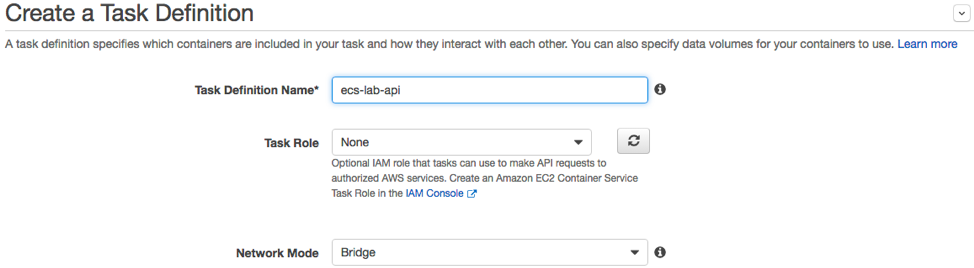 Create a Task Definition
A task definition specifies which containers are included in your task and how they interact with each other. You can also specify data volumes for your containers to use. Learn more
Task Definition Name* ecs-lab-api
Task Role None
Optional IAM role that tasks can use to make API requests to
authorized AWS services. Create an Amazon EC2 Container Service
Task Role in the IAM Console
Network Mode Bridge